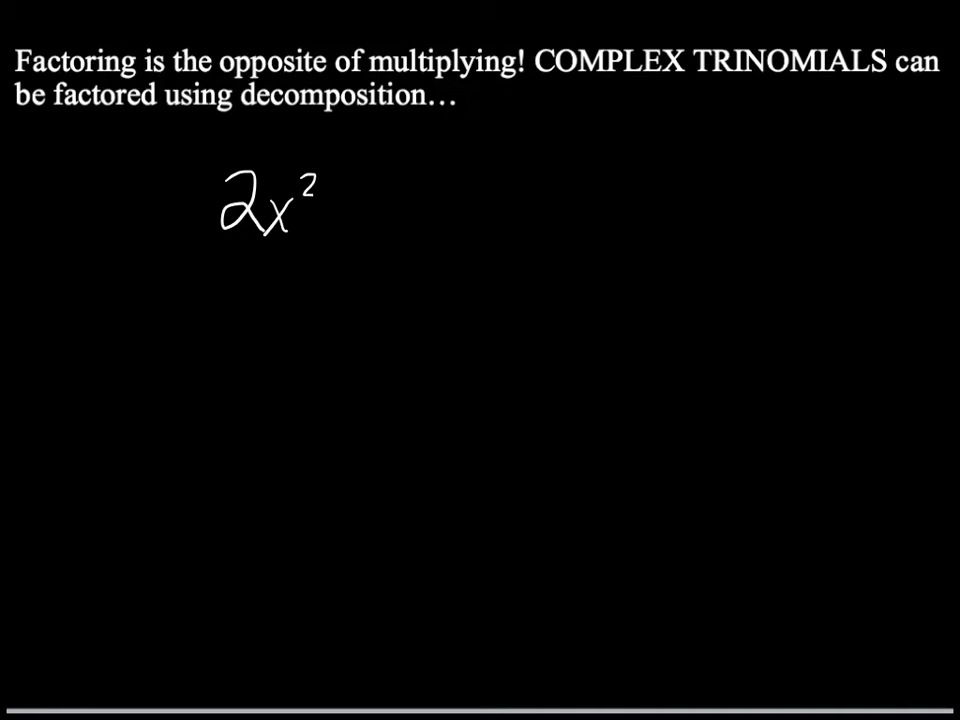 Factoring is the opposite of multiplying! COMPLEX TRINOMIALS can
be factored using decomposition…
2x²